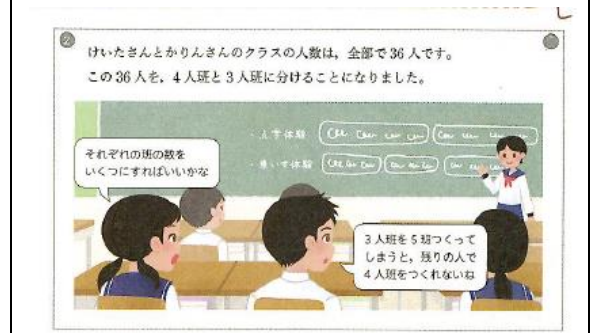 2
けいたさんとかりんさんのクラスの人数は，全部で36人です。
この36人を，4人班と3人班に分けることになりました。
それぞれの班の数を
いくつにすればいいかな
3人班を5班つくって
しまうと，残りの人で
4人班をつくれないね